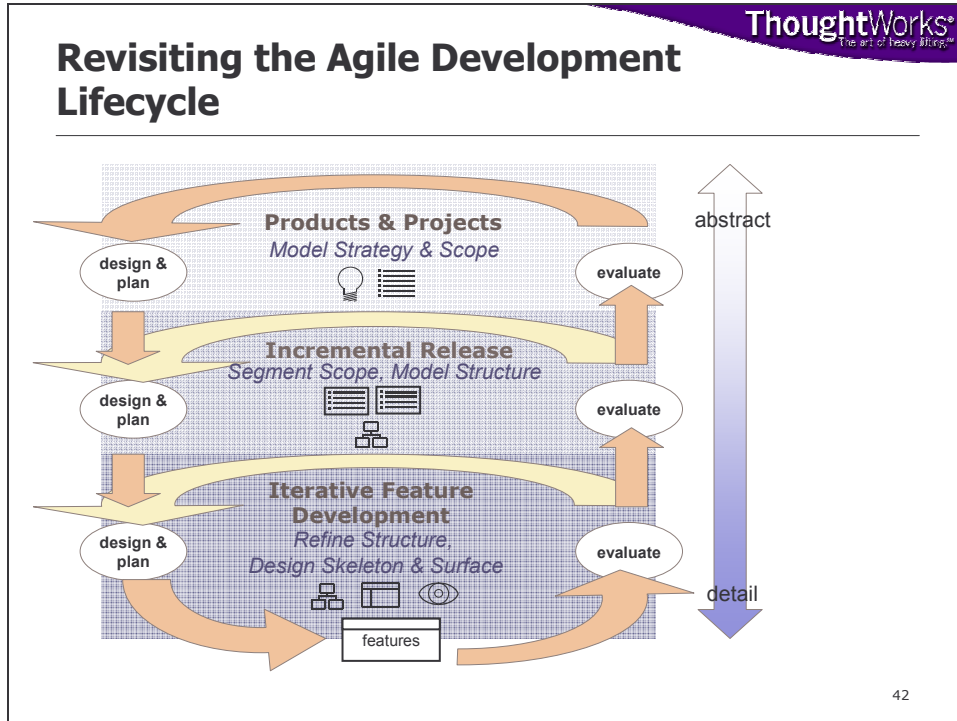 ThoughtWorks®
The art of heavy lifting.℠
Revisiting the Agile Development
Lifecycle
Products & Projects
Model Strategy & Scope
design &
plan
evaluate
abstract
Incremental Release
Segment Scope, Model Structure
design &
plan
evaluate
Iterative Feature
Development
Refine Structure,
Design Skeleton & Surface
design &
plan
evaluate
detail
features
42